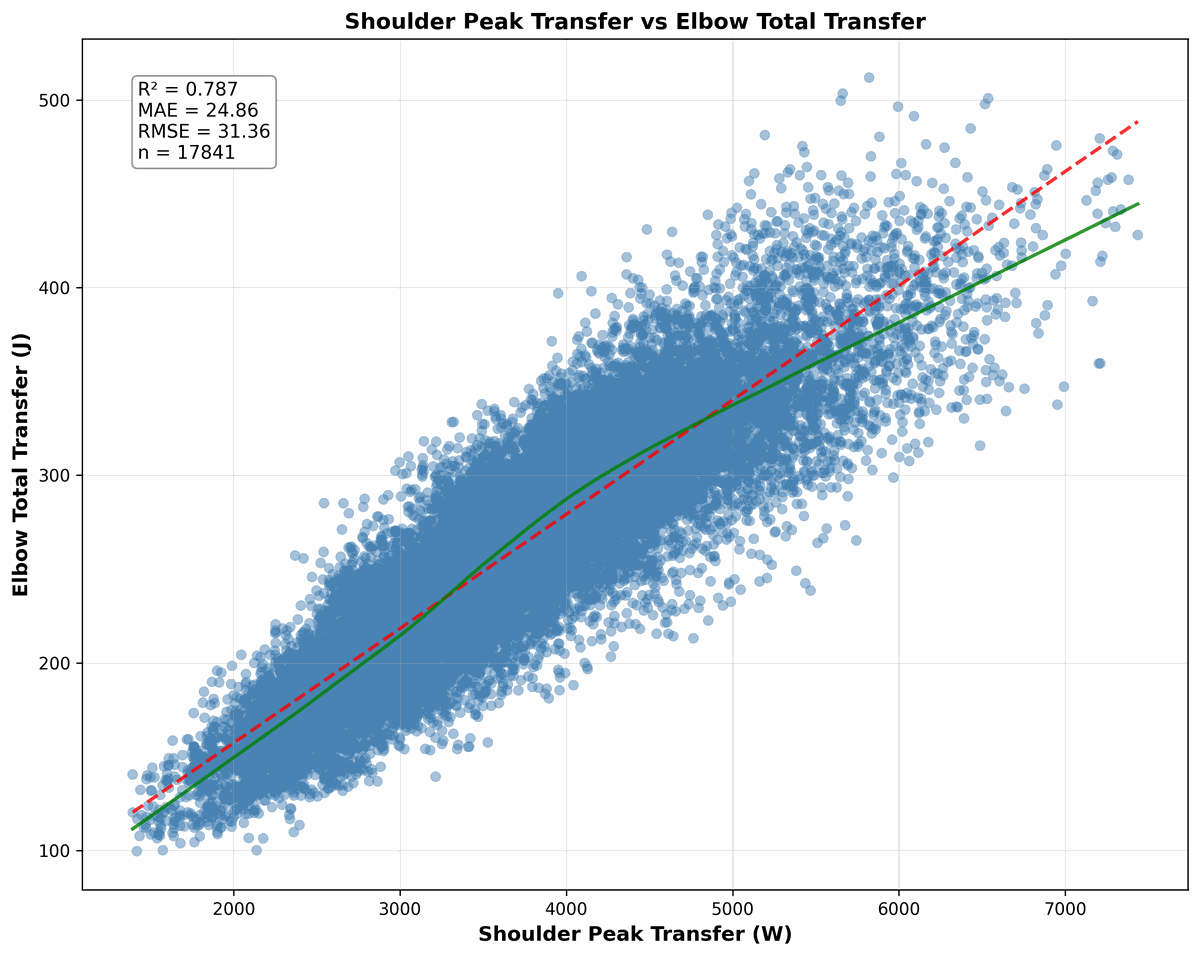 Shoulder Peak Transfer vs Elbow Total Transfer
R² = 0.787
MAE = 24.86
RMSE = 31.36
n = 17841
500
400
300
200
100
Elbow Total Transfer (J)
2000 3000 4000 5000 6000 7000
Shoulder Peak Transfer (W)